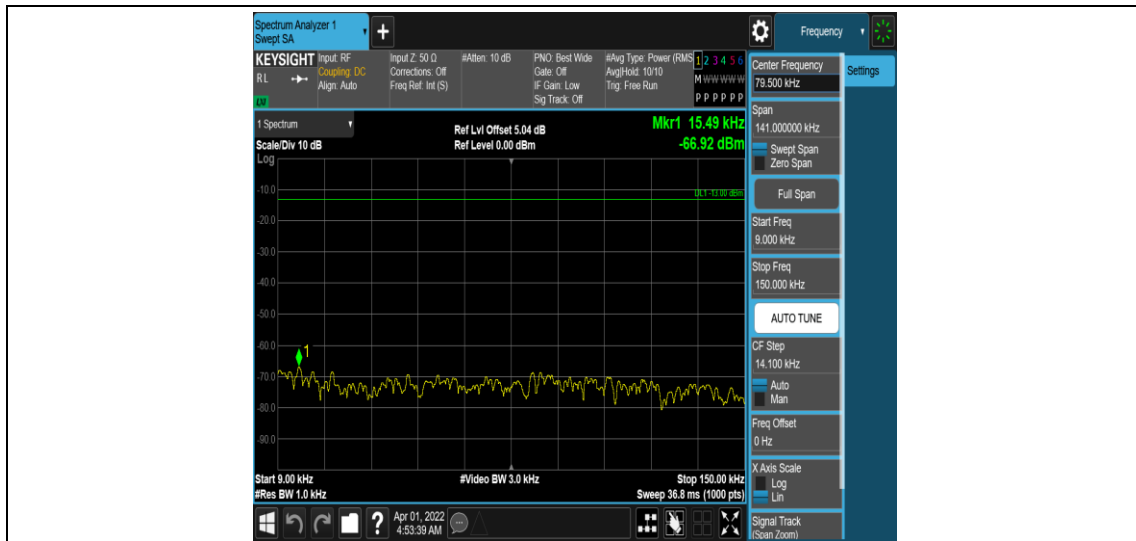 Spectrum Analyzer 1
Swept SA
+
Frequency
KEYSIGHT
RL
LXI
Input: RF
Coupling: DC
Align: Auto
Input Z: 50 Ω
Corrections: Off
Freq Ref: Int (S)
#Atten: 10 dB
PNO: Best Wide
Gate: Off
IF Gain: Low
Sig Track: Off
#Avg Type: Power (RMS
Avg|Hold: 10/10
Trig: Free Run
1 2 3 4 5 6
M W W W W W
P P P P P P
1 Spectrum
Scale/Div 10 dB
Ref Lvl Offset 5.04 dB
Ref Level 0.00 dBm
Mkr1 15.49 kHz
-66.92 dBm
Log
DL1 -13.00 dBm
-10.0
-20.0
-30.0
-40.0
-50.0
-60.0
-70.0
-80.0
-90.0
1
Start 9.00 kHz
#Res BW 1.0 kHz
#Video BW 3.0 kHz
Stop 150.00 kHz
Sweep 36.8 ms (1000 pts)
?
Apr 01, 2022
4:53:39 AM
Center Frequency
79.500 kHz
Settings
Span
141.000000 kHz
Swept Span
Zero Span
Full Span
Start Freq
9.000 kHz
Stop Freq
150.000 kHz
AUTO TUNE
CF Step
14.100 kHz
Auto
Man
Freq Offset
0 Hz
X Axis Scale
Log
Lin
Signal Track
(Span Zoom)